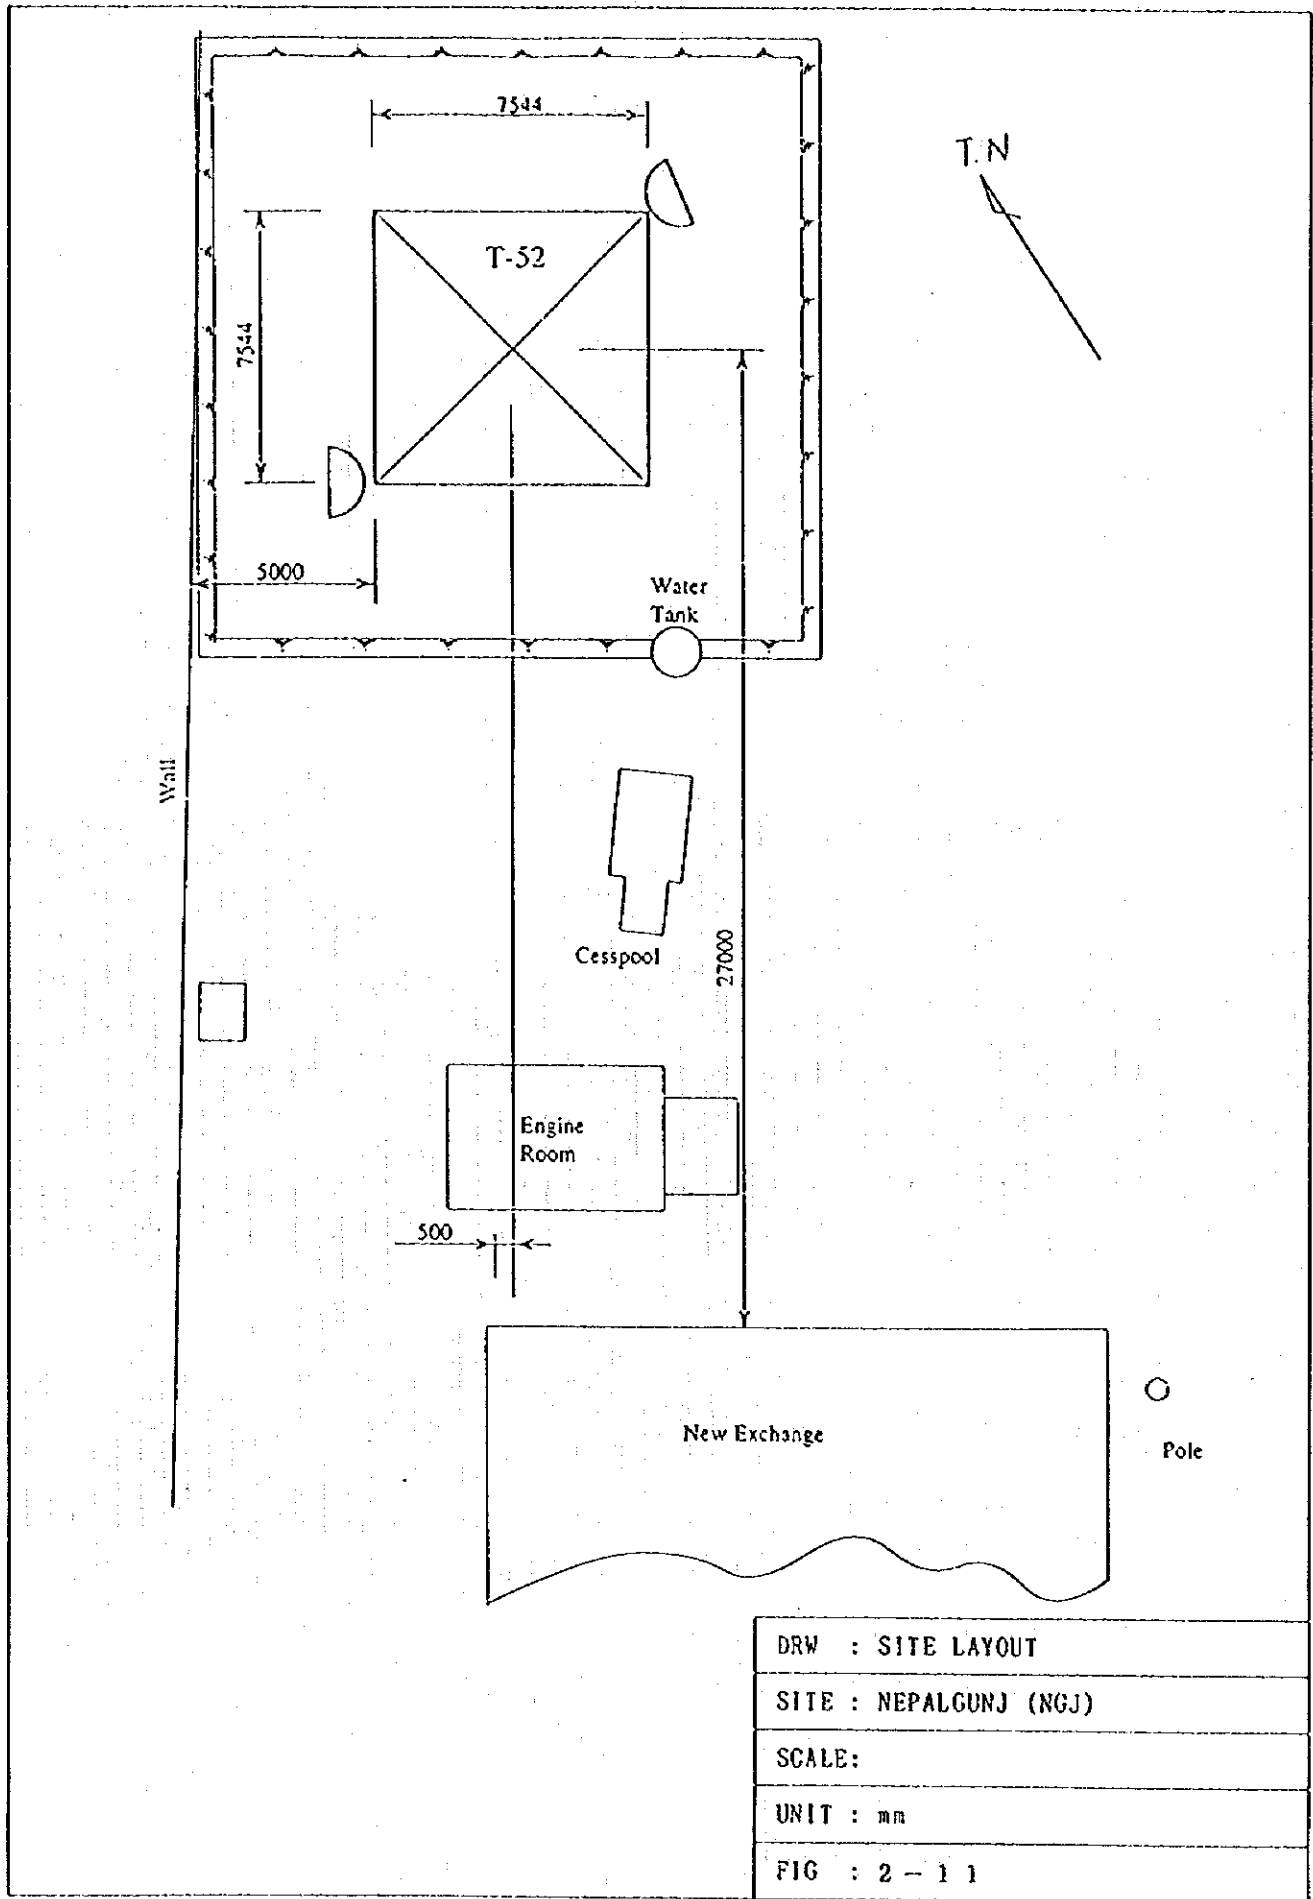 7544
T.N
T-52
7544
5000
Water
Tank
Wall
Cesspool
27000
Engine
Room
500
New Exchange
Pole
DRW : SITE LAYOUT
SITE : NEPALGUNJ (NGJ)
SCALE:
UNIT : mm
FIG : 2 - 1 1